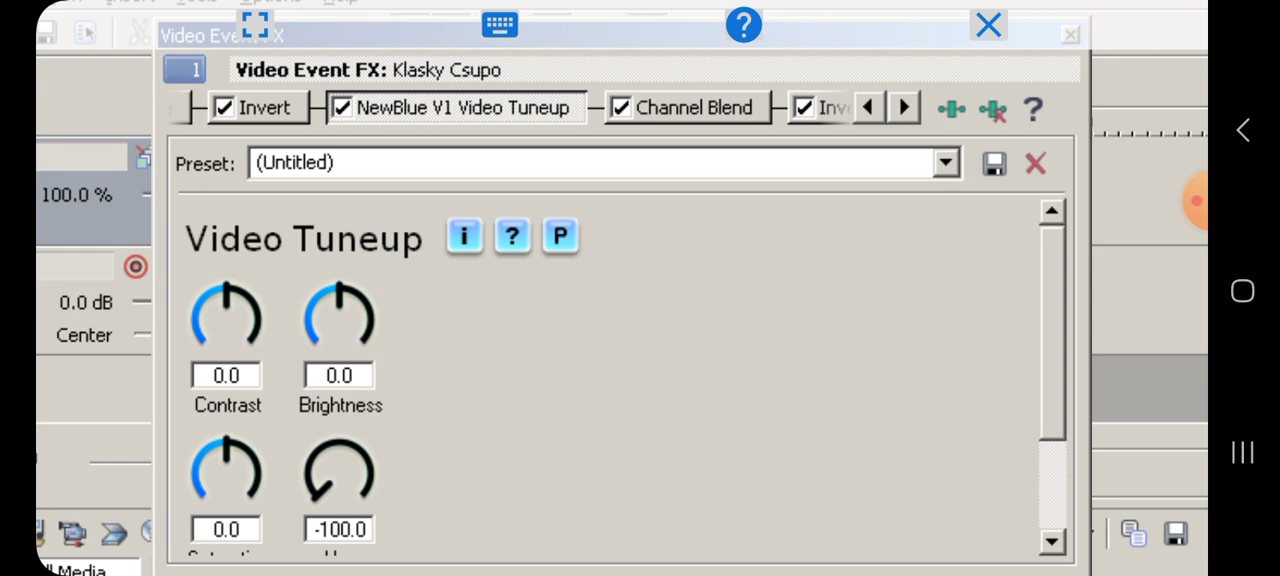 Video Event FX
1
Video Event FX: Klasky Csupo
Invert
NewBlue V1 Video Tuneup
Channel Blend
?
Preset:
(Untitled)
100.0 %
Video Tuneup
i
?
P
0.0 dB
Center
0.0
0.0
Contrast
Brightness
0.0
-100.0
Media